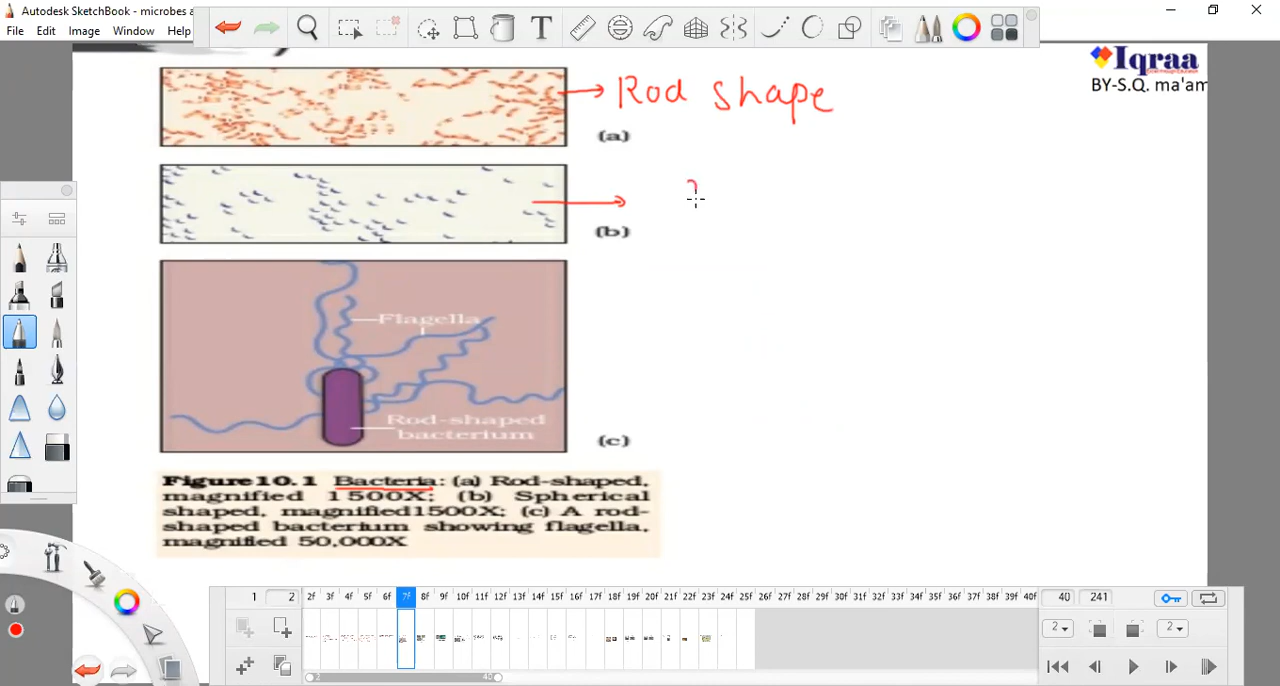 Autodesk SketchBook - microbes a
File Edit Image Window Help
Iqraa
BY-S.Q. ma'am
Rod shape
(a)
(b)
Flagella
Rod-shaped
bacterium
(c)
Figure 10.1 Bacteria: (a) Rod-shaped,
magnified 1500X; (b) Spherical
shaped, magnified1500X; (c) A rod-
shaped bacterium showing flagella,
magnified 50,000X
1 2 2f 3f 4f 5f 6f 7f 8f 9f 10f 11f 12f 13f 14f 15f 16f 17f 18f 19f 20f 21f 22f 23f 24f 25f 26f 27f 28f 29f 30f 31f 32f 33f 34f 35f 36f 37f 38f 39f 40f 40 241
2 2
2 40